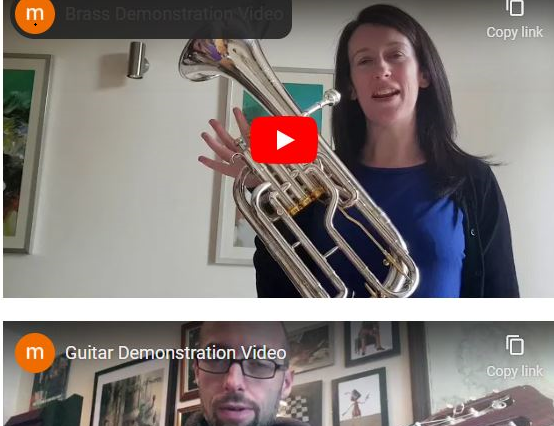 m Brass Demonstration Video
Copy link
m Guitar Demonstration Video
Copy link